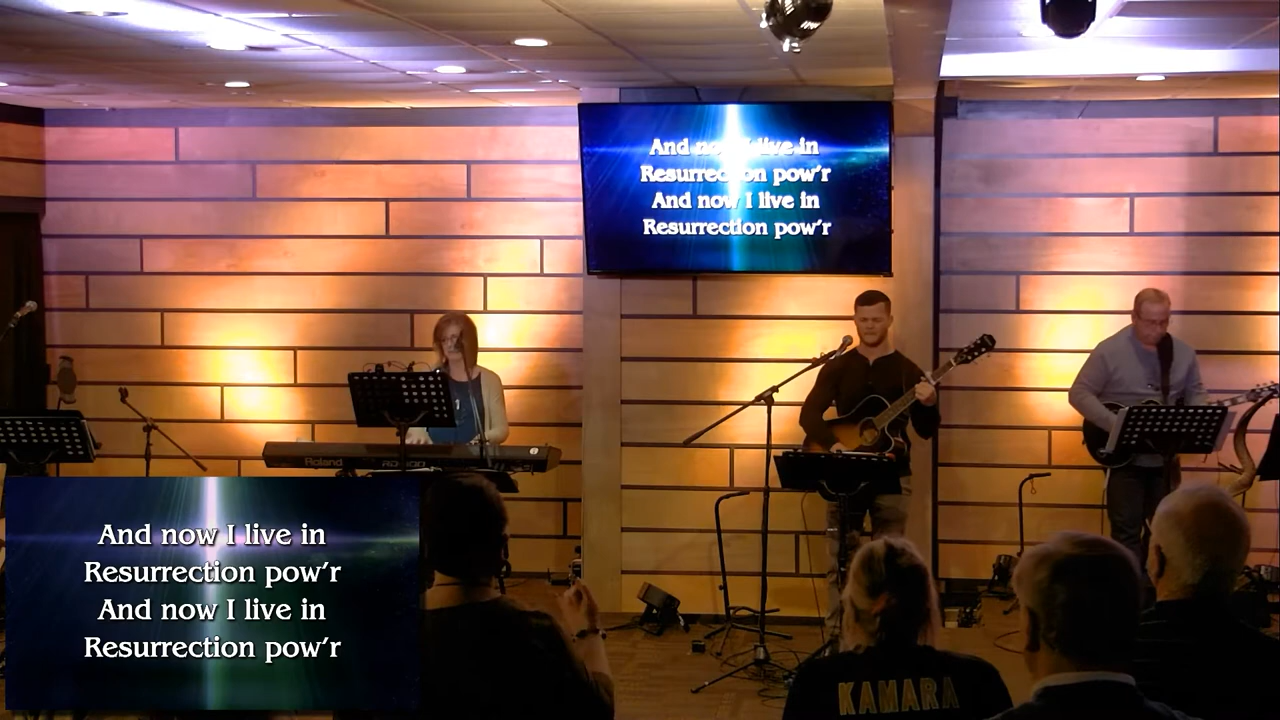 And now I live in
Resurrection pow'r
And now I live in
Resurrection pow'r
Roland
And now I live in
Resurrection pow'r
And now I live in
Resurrection pow'r
KAMARA